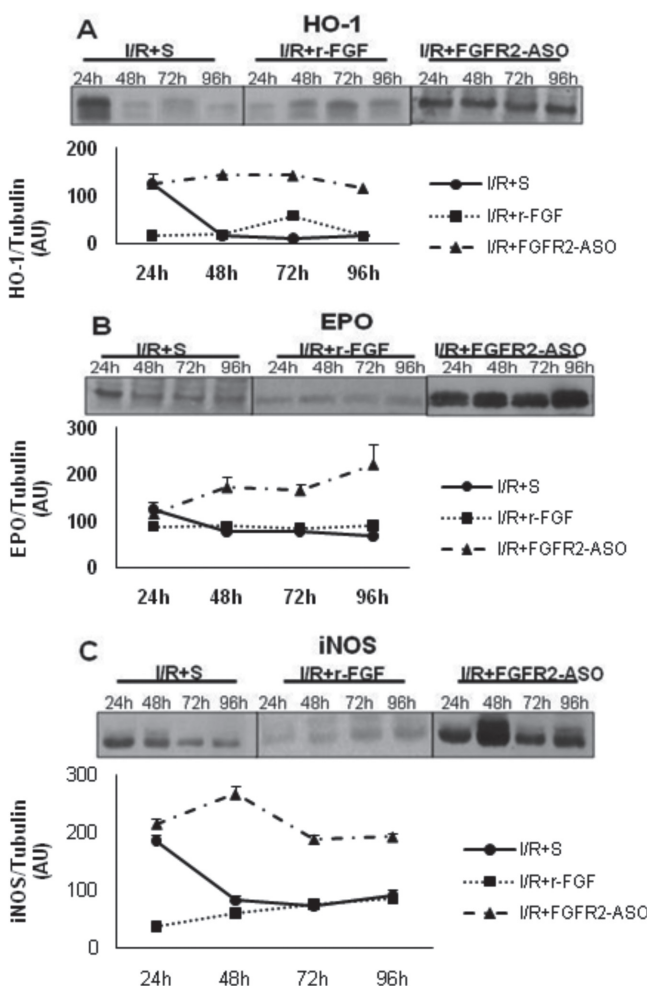 A
HO-1
I/R+S I/R+r-FGF I/R+FGFR2-ASO
24h 48h 72h 96h 24h 48h 72h 96h 24h 48h 72h 96h
HO-1/Tubulin
(AU)
200
100
0
24h 48h 72h 96h
I/R+S
I/R+r-FGF
I/R+FGFR2-ASO
B
EPO
I/R+S I/R+r-FGF I/R+FGFR2-ASO
24h 48h 72h 96h 24h 48h 72h 96h 24h 48h 72h 96h
EPO/Tubulin
(AU)
300
200
100
0
24h 48h 72h 96h
I/R+S
I/R+r-FGF
I/R+FGFR2-ASO
C
iNOS
I/R+S I/R+r-FGF I/R+FGFR2-ASO
24h 48h 72h 96h 24h 48h 72h 96h 24h 48h 72h 96h
iNOS/Tubulin
(AU)
300
200
100
0
24h 48h 72h 96h
I/R+S
I/R+r-FGF
I/R+FGFR2-ASO